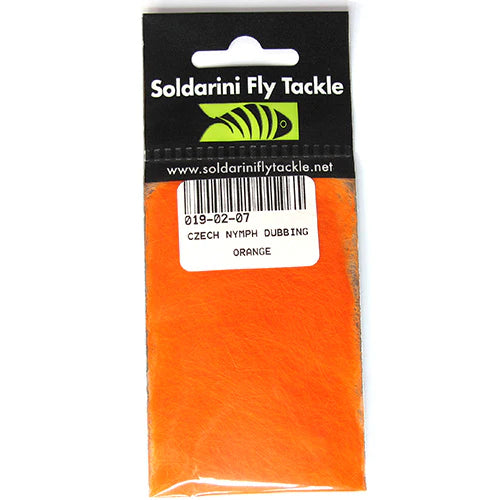 Soldarini Fly Tackle
www.soldariniflytackle.net
019-02-07
CZECH NYMPH DUBBING
ORANGE